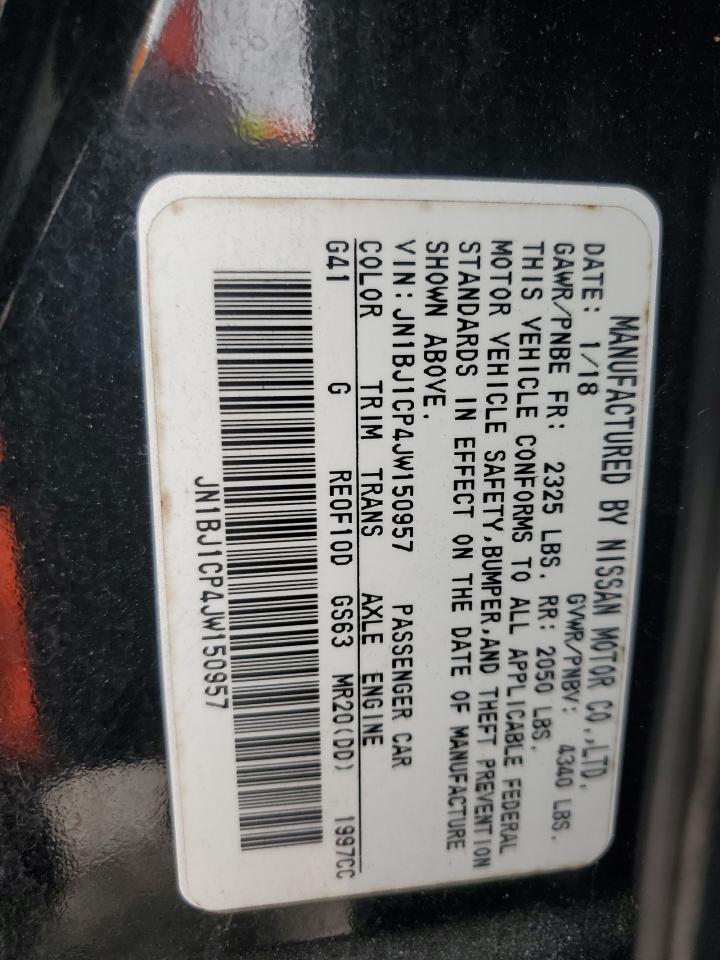 MANUFACTURED BY NISSAN MOTOR CO.,LTD.
DATE: 1/18 GVWR/PNBV: 4340 LBS.
GAWR/PNBE FR: 2325 LBS. RR: 2050 LBS.
THIS VEHICLE CONFORMS TO ALL APPLICABLE FEDERAL
MOTOR VEHICLE SAFETY,BUMPER,AND THEFT PREVENTION
STANDARDS IN EFFECT ON THE DATE OF MANUFACTURE
SHOWN ABOVE.
VIN: JN1BJ1CP4JW150957 PASSENGER CAR
COLOR TRIM TRANS AXLE ENGINE
G41 G RE0F10D GS63 MR20(DD) 1997CC
JN1BJ1CP4JW150957